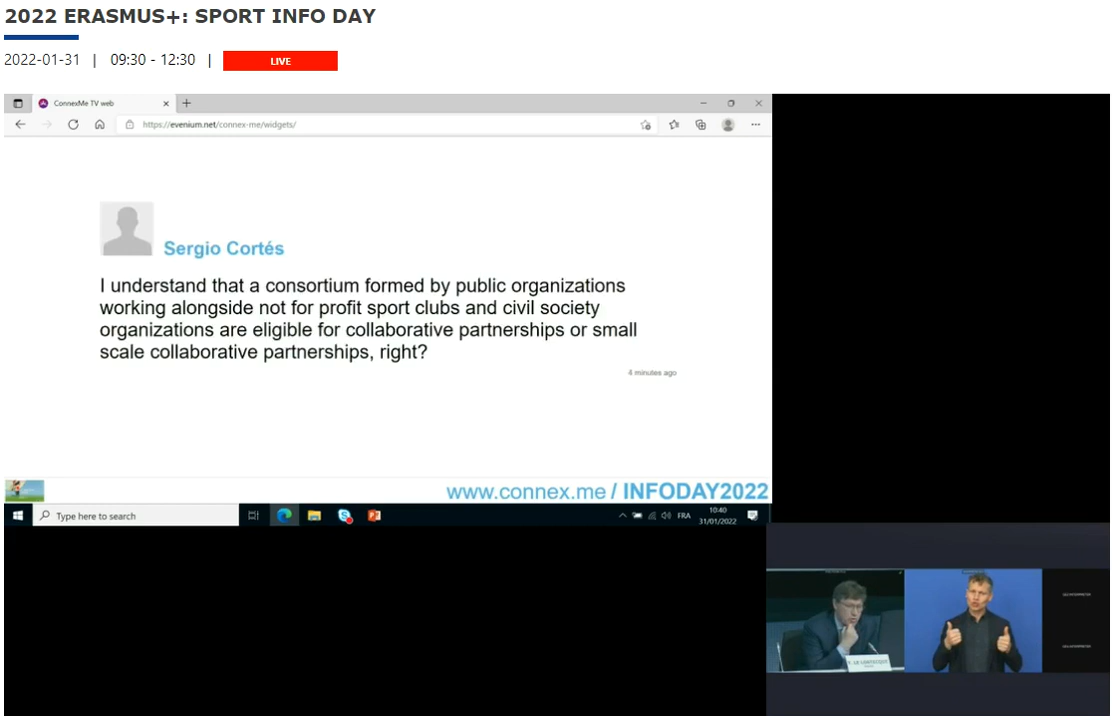 2022 ERASMUS+: SPORT INFO DAY
2022-01-31 | 09:30 - 12:30 | LIVE
ConnexMe TV web
https://evenium.net/connex-me/widgets/
Sergio Cortés
I understand that a consortium formed by public organizations
working alongside not for profit sport clubs and civil society
organizations are eligible for collaborative partnerships or small
scale collaborative partnerships, right?
4 minutes ago
www.connex.me / INFODAY2022
Type here to search
FRA
10:40
31/01/2022